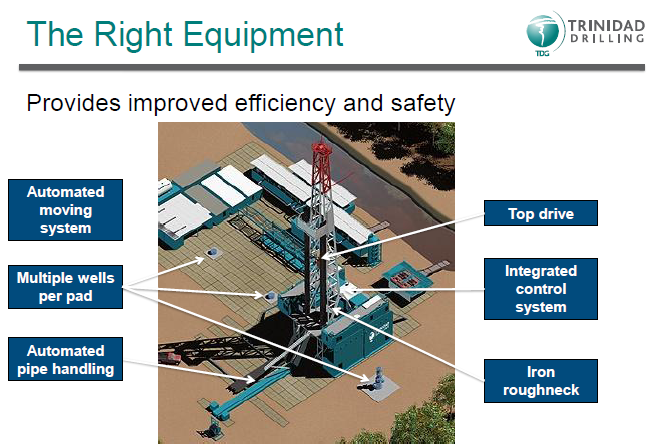 The Right Equipment
TRINIDAD
DRILLING
TDG
Provides improved efficiency and safety
Automated
moving
system
Multiple wells
per pad
Automated
pipe handling
Top drive
Integrated
control
system
Iron
roughneck